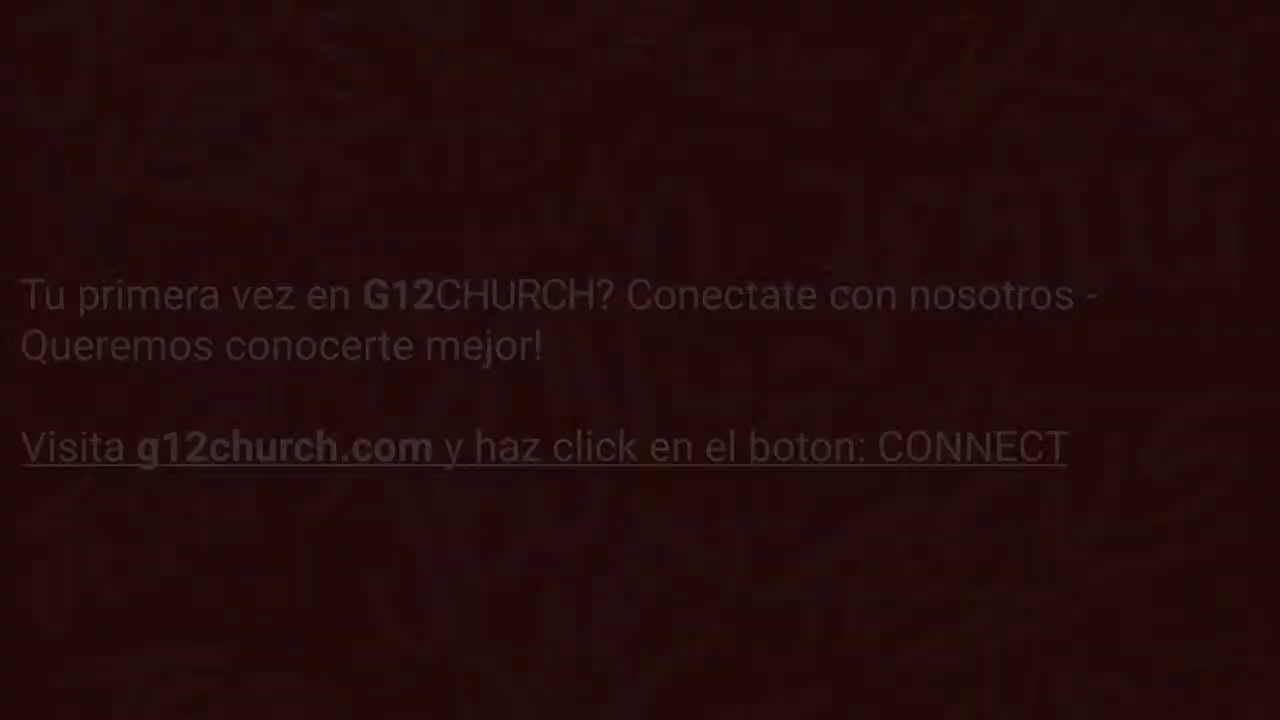 Tu primera vez en G12CHURCH? Conectate con nosotros -
Queremos conocerte mejor!
Visita g12church.com y haz click en el boton: CONNECT